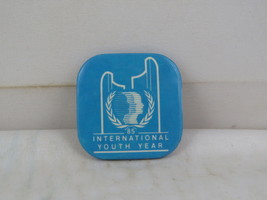 '85'
INTERNATIONAL
YOUTH YEAR